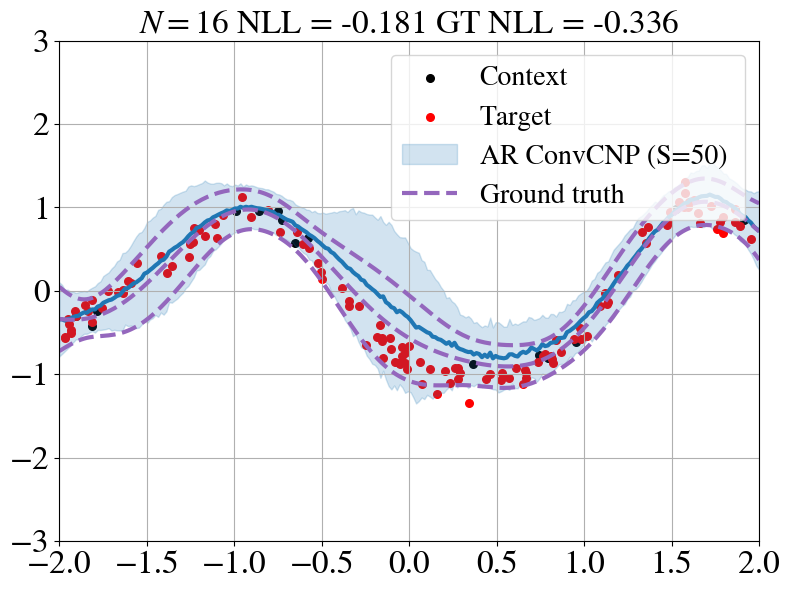 N = 16 NLL = -0.181 GT NLL = -0.336
3
2
1
0
−1
−2
−3
Context
Target
AR ConvCNP (S=50)
Ground truth
−2.0 −1.5 −1.0 −0.5 0.0 0.5 1.0 1.5 2.0